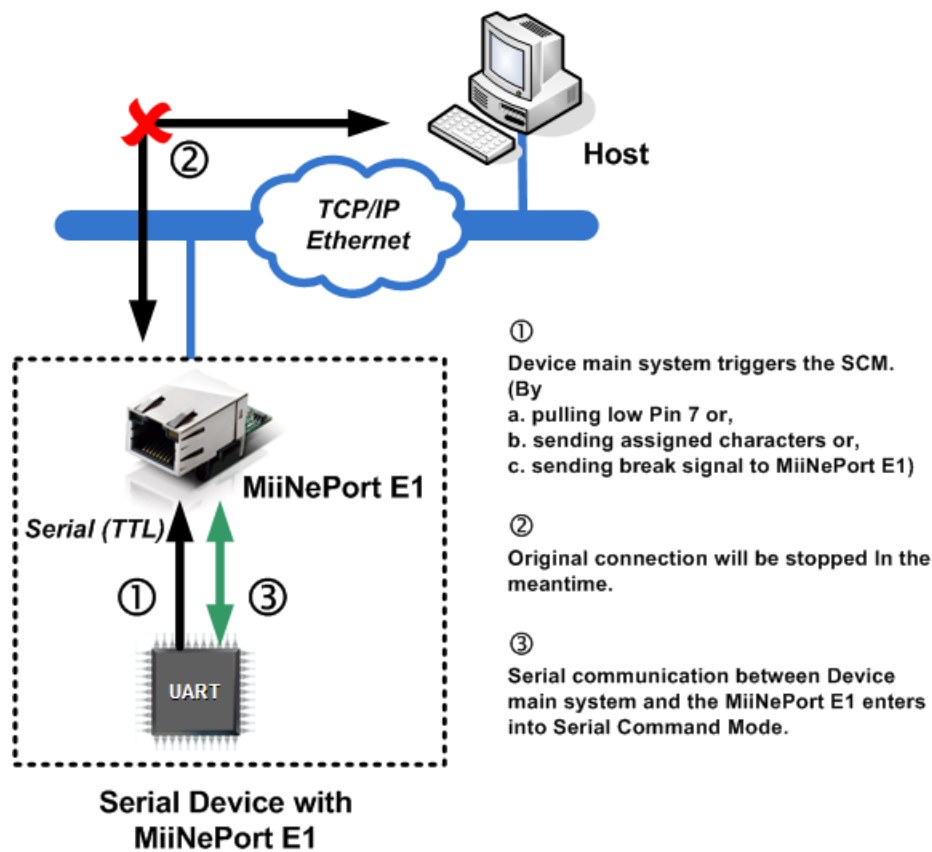 ②
Host
TCP/IP
Ethernet
MiiNePort E1
Serial (TTL)
①
③
UART
Serial Device with
MiiNePort E1
①
Device main system triggers the SCM.
(By
a. pulling low Pin 7 or,
b. sending assigned characters or,
c. sending break signal to MiiNePort E1)
②
Original connection will be stopped In the
meantime.
③
Serial communication between Device
main system and the MiiNePort E1 enters
into Serial Command Mode.